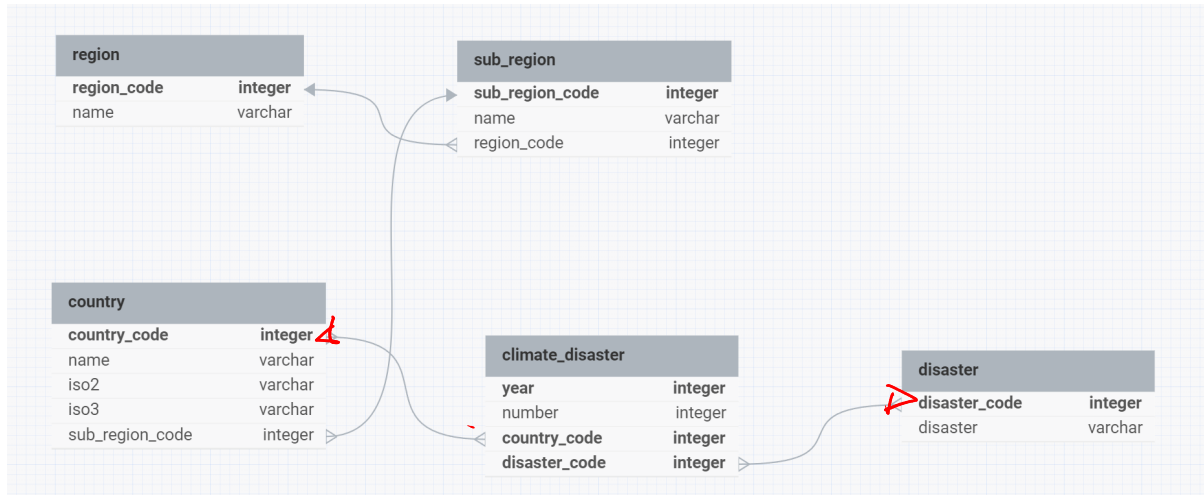 region
region_code integer
name varchar
sub_region
sub_region_code integer
name varchar
region_code integer
country
country_code integer
name varchar
iso2 varchar
iso3 varchar
sub_region_code integer
climate_disaster
year integer
number integer
country_code integer
disaster_code integer
disaster
disaster_code integer
disaster varchar